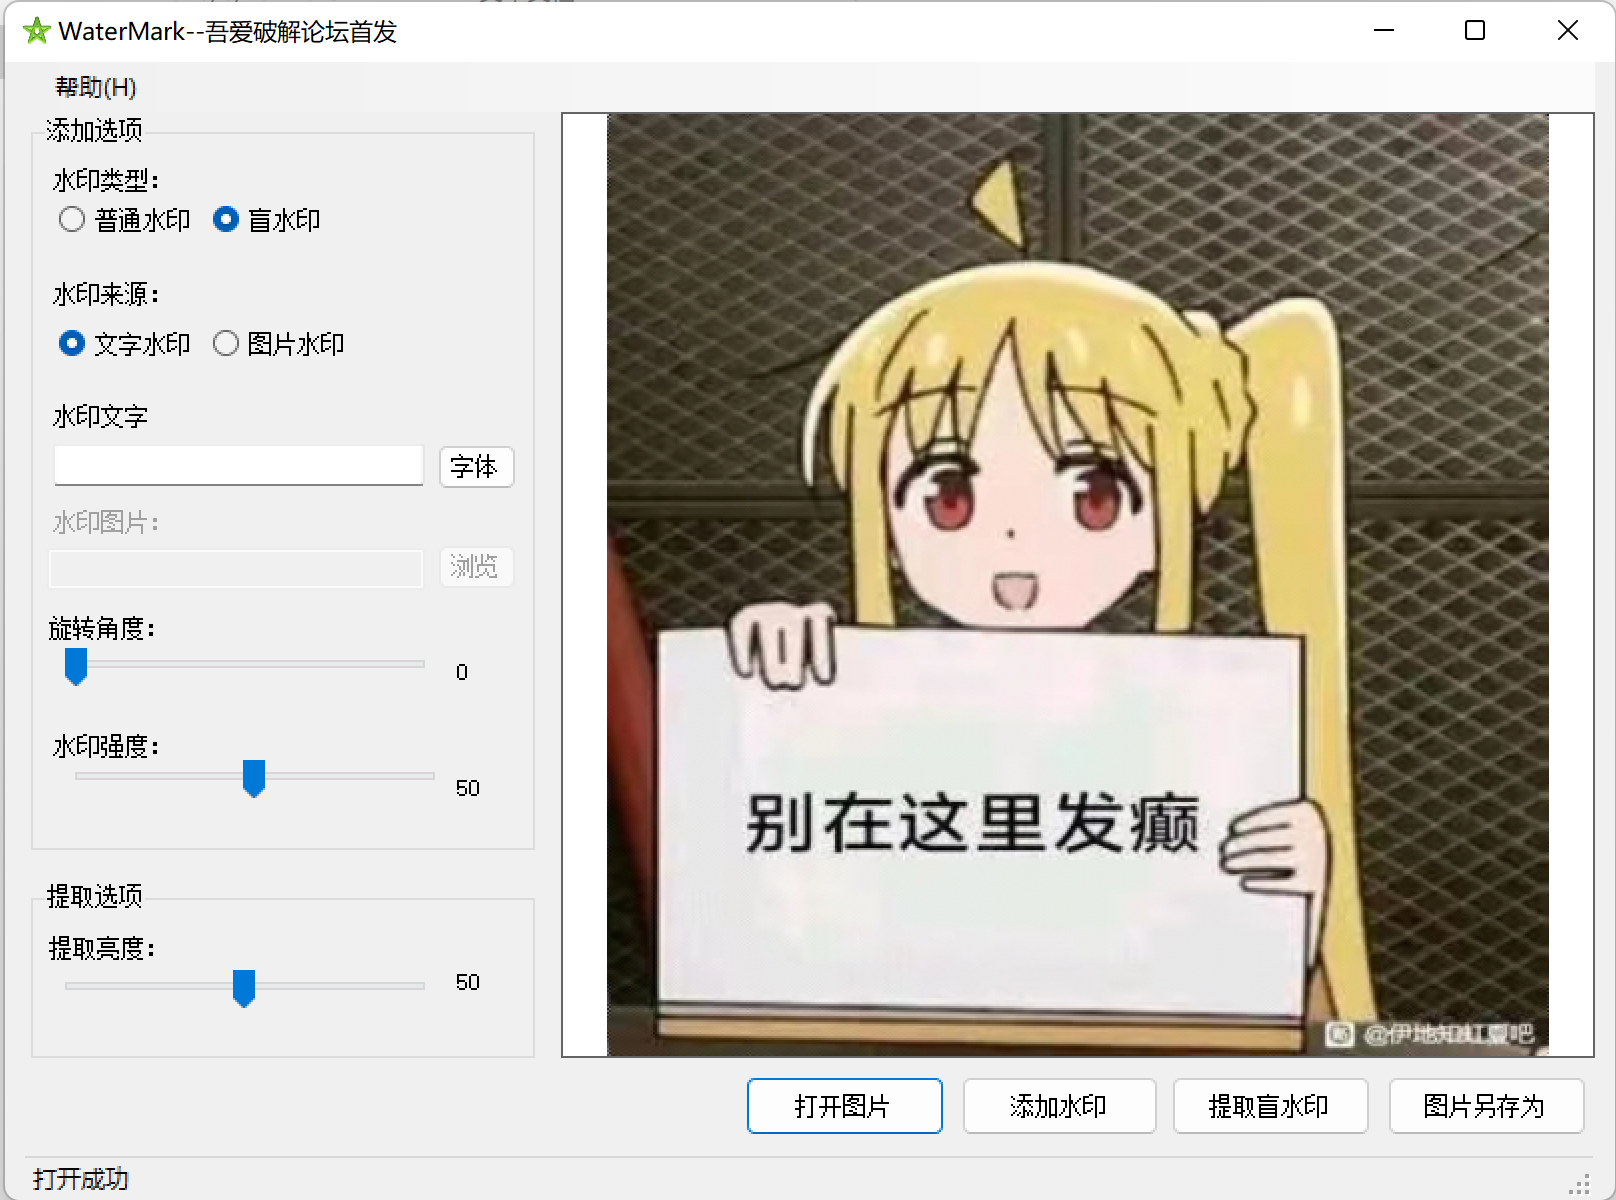 WaterMark--吾爱破解论坛首发
帮助(H)
添加选项
水印类型：
普通水印 盲水印
水印来源：
文字水印 图片水印
水印文字
字体
水印图片：
浏览
旋转角度：
0
水印强度：
50
提取选项
提取亮度：
50
别在这里发癫
@伊地知虹夏吧
打开图片 添加水印 提取盲水印 图片另存为
打开成功